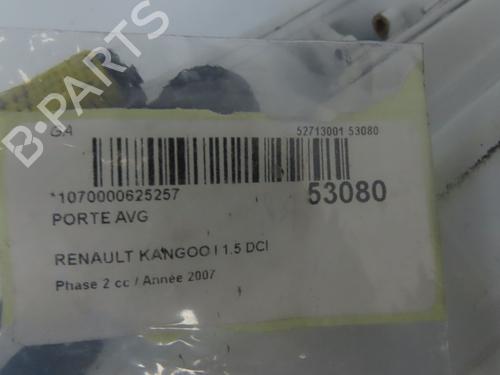 B-PARTS
GA
52713001 53080
*1070000625257
53080
PORTE AVG
RENAULT KANGOO I 1.5 DCI
Phase 2 cc / Année 2007